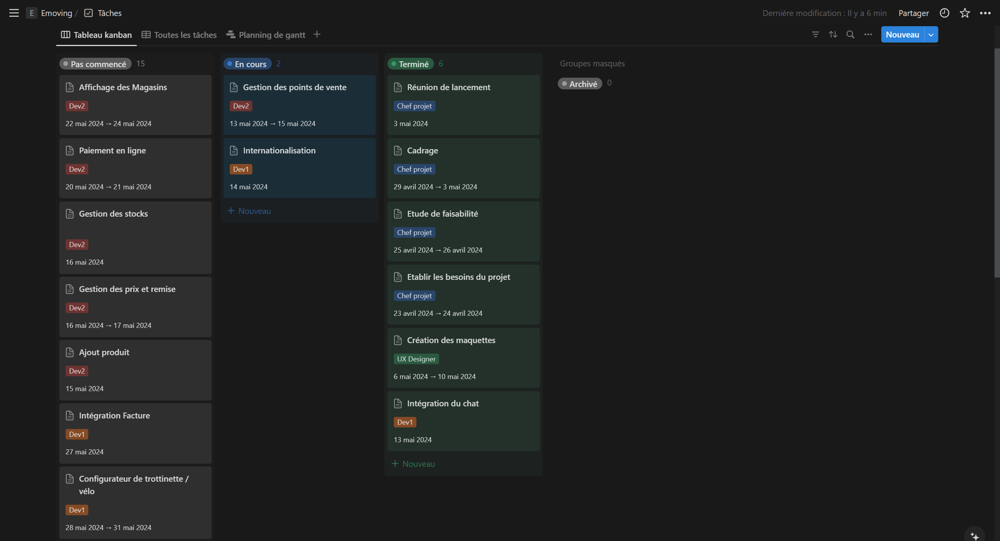 E Emoving / Tâches
Dernière modification : Il y a 6 min Partager
Tableau kanban Toutes les tâches Planning de gantt
Nouveau
Pas commencé 15
Affichage des Magasins
Dev2
22 mai 2024 → 24 mai 2024
Paiement en ligne
Dev2
20 mai 2024 → 21 mai 2024
Gestion des stocks
Dev2
16 mai 2024
Gestion des prix et remise
Dev2
16 mai 2024 → 17 mai 2024
Ajout produit
Dev2
15 mai 2024
Intégration Facture
Dev1
27 mai 2024
Configurateur de trottinette /
vélo
Dev1
28 mai 2024 → 31 mai 2024
En cours 2
Gestion des points de vente
Dev2
13 mai 2024 → 15 mai 2024
Internationalisation
Dev1
14 mai 2024
+ Nouveau
Terminé 6
Réunion de lancement
Chef projet
3 mai 2024
Cadrage
Chef projet
29 avril 2024 → 3 mai 2024
Etude de faisabilité
Chef projet
25 avril 2024 → 26 avril 2024
Etablir les besoins du projet
Chef projet
23 avril 2024 → 24 avril 2024
Création des maquettes
UX Designer
6 mai 2024 → 10 mai 2024
Intégration du chat
Dev1
13 mai 2024
+ Nouveau
Groupes masqués
Archivé 0